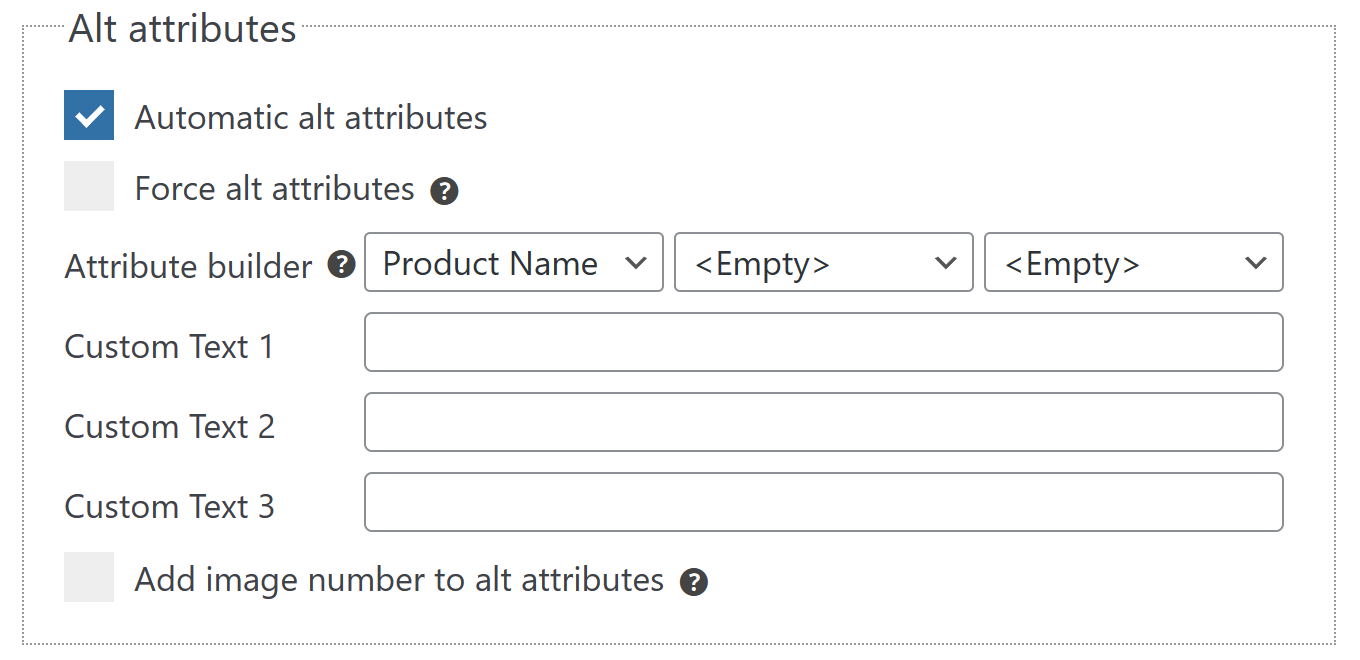 Alt attributes
Automatic alt attributes
Force alt attributes ?
Attribute builder ? Product Name <Empty> <Empty>
Custom Text 1
Custom Text 2
Custom Text 3
Add image number to alt attributes ?